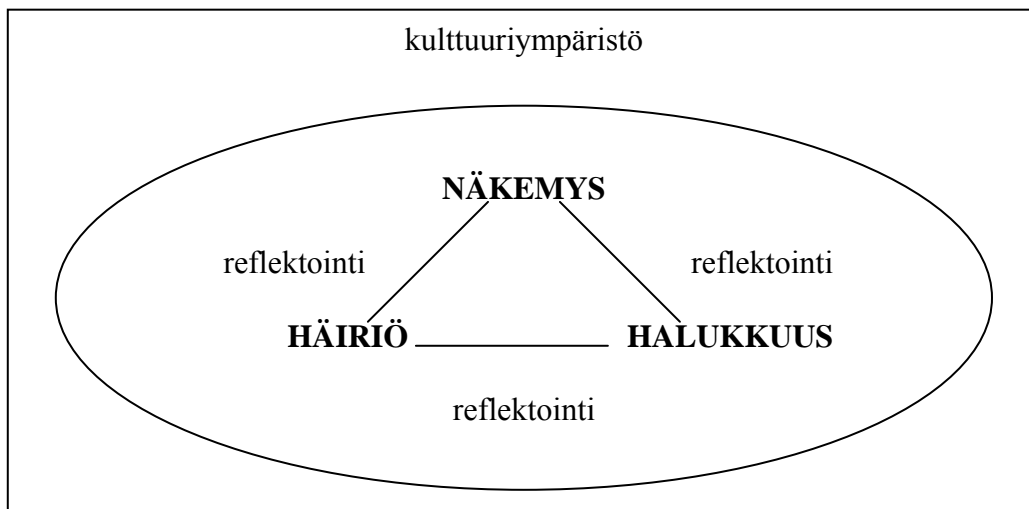 kulttuuriympäristö
NÄKEMYS
reflektointi reflektointi
HÄIRIÖ HALUKKUUS
reflektointi